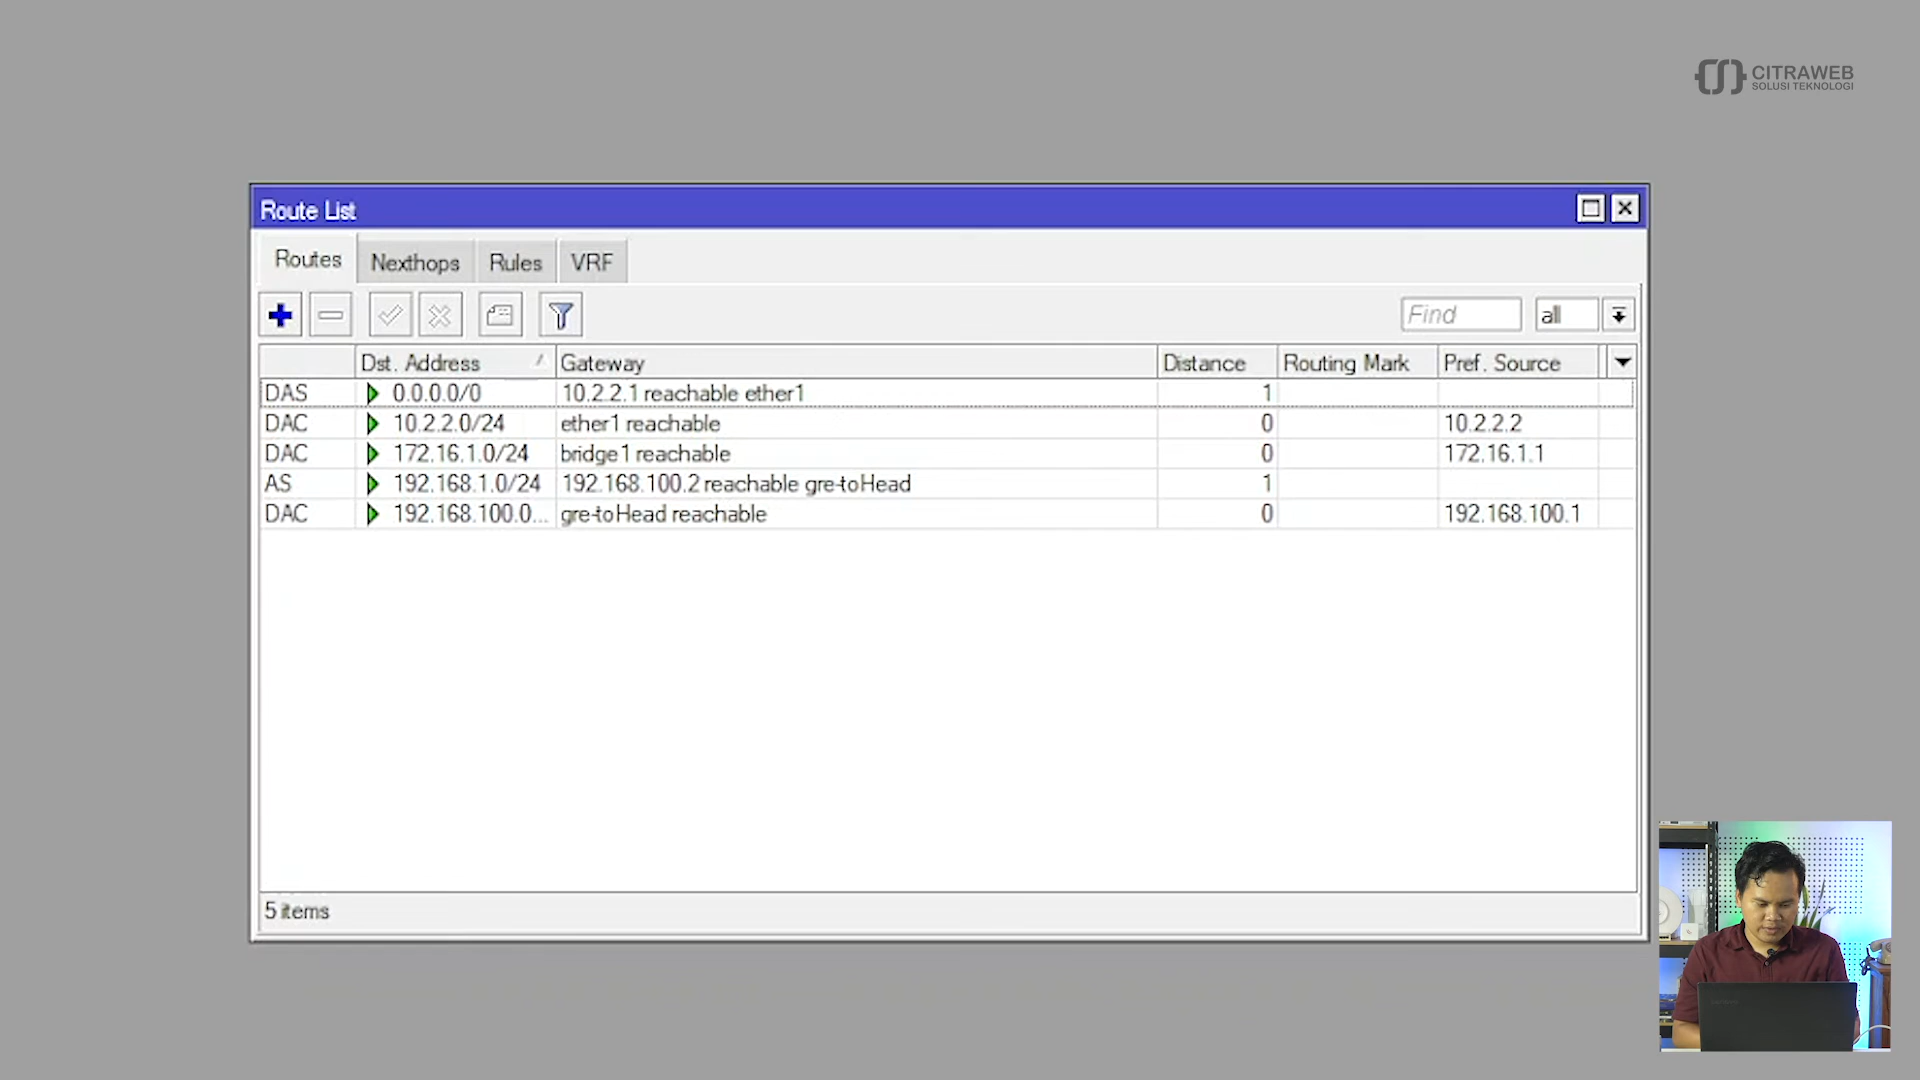 CITRAWEB
SOLUSI TEKNOLOGI
Route List
Routes Nexthops Rules VRF
Find all
Dst. Address Gateway Distance Routing Mark Pref. Source
DAS 0.0.0.0/0 10.2.2.1 reachable ether1 1
DAC 10.2.2.0/24 ether1 reachable 0 10.2.2.2
DAC 172.16.1.0/24 bridge1 reachable 0 172.16.1.1
AS 192.168.1.0/24 192.168.100.2 reachable gre-toHead 1
DAC 192.168.100.0... gre-toHead reachable 0 192.168.100.1
5 items